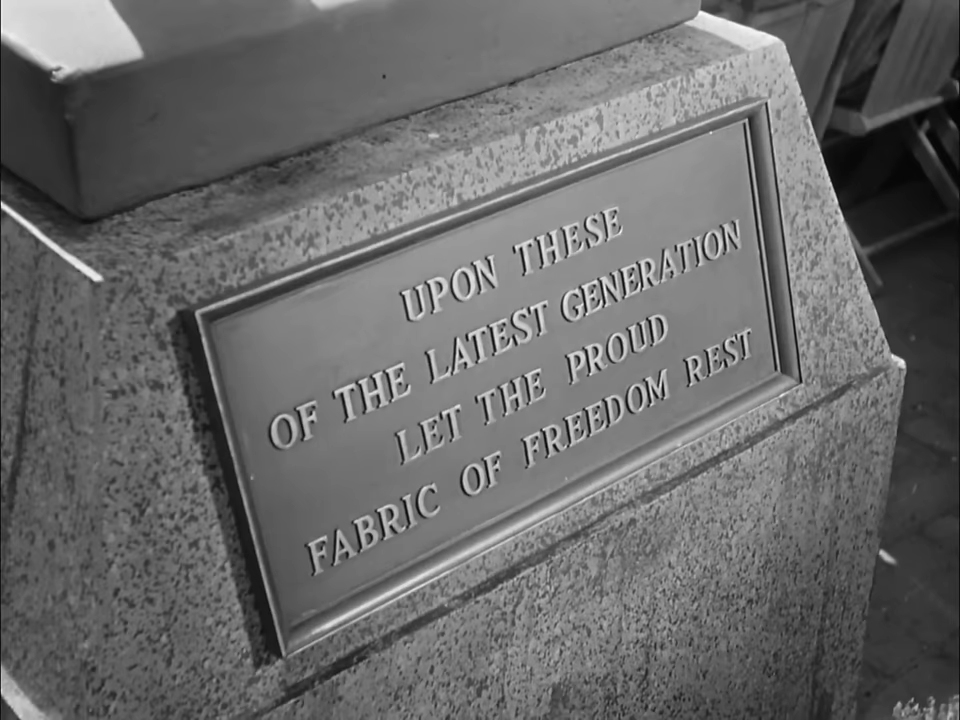 UPON THESE
OF THE LATEST GENERATION
LET THE PROUD
FABRIC OF FREEDOM REST